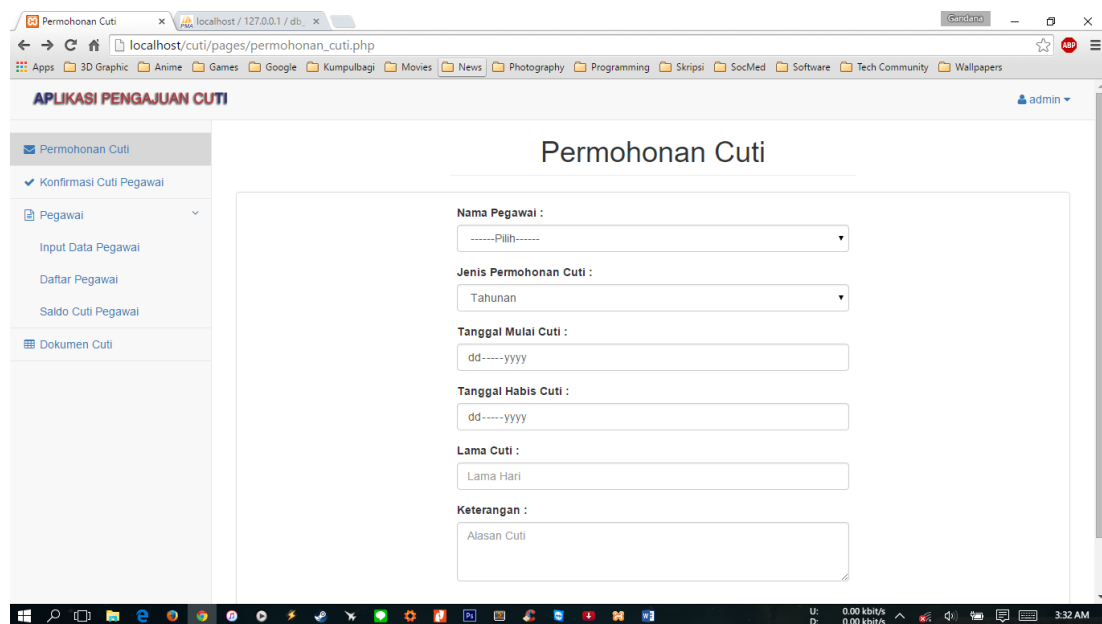 Permohonan Cuti
localhost / 127.0.0.1 / db_
Gandana
localhost/cuti/pages/permohonan_cuti.php
ABP
Apps 3D Graphic Anime Games Google Kumpulbagi Movies News Photography Programming Skripsi SocMed Software Tech Community Wallpapers
APLIKASI PENGAJUAN CUTI
admin
Permohonan Cuti
Konfirmasi Cuti Pegawai
Pegawai
Input Data Pegawai
Daftar Pegawai
Saldo Cuti Pegawai
Dokumen Cuti
Permohonan Cuti
Nama Pegawai :
------Pilih------
Jenis Permohonan Cuti :
Tahunan
Tanggal Mulai Cuti :
dd-----yyyy
Tanggal Habis Cuti :
dd-----yyyy
Lama Cuti :
Lama Hari
Keterangan :
Alasan Cuti
U: 0.00 kbit/s
D: 0.00 kbit/s
3:32 AM